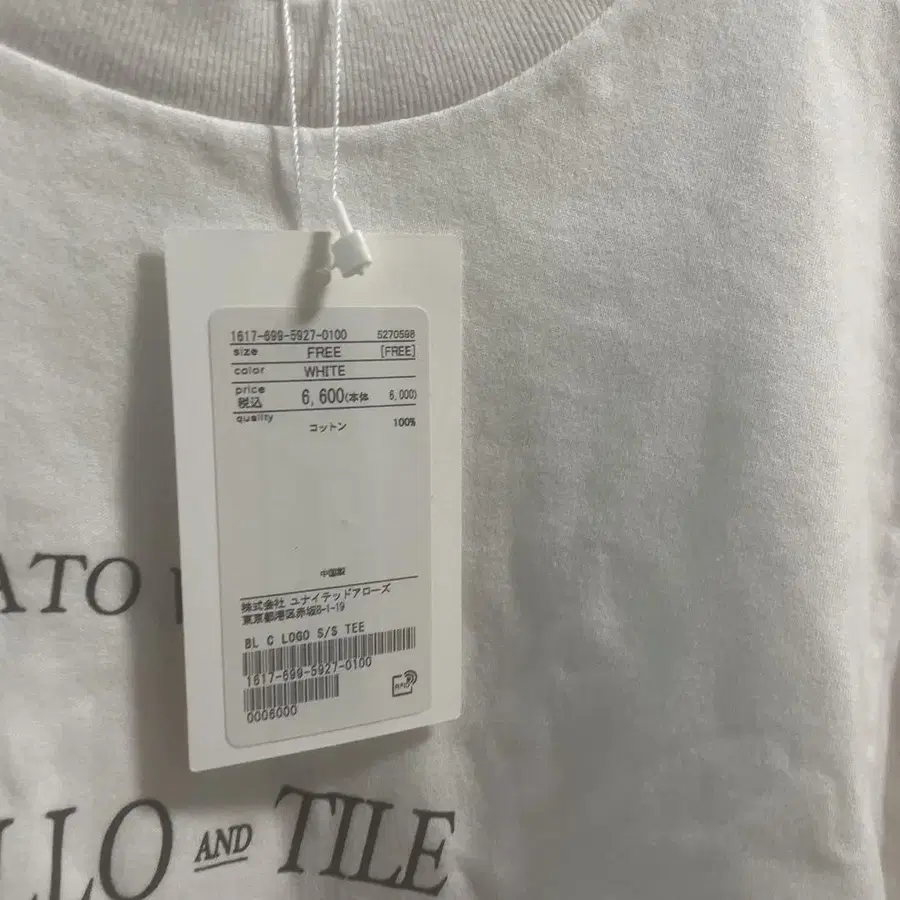 1617-699-5927-0100 5270598
size FREE [FREE]
color WHITE
price
税込 6,600(本体 6,000)
quality
コットン 100%
中国製
株式会社 ユナイテッドアローズ
東京都港区赤坂8-1-19
BL C LOGO S/S TEE
1617-699-5927-0100
0006000
RFID
ATO
LLO AND TILE